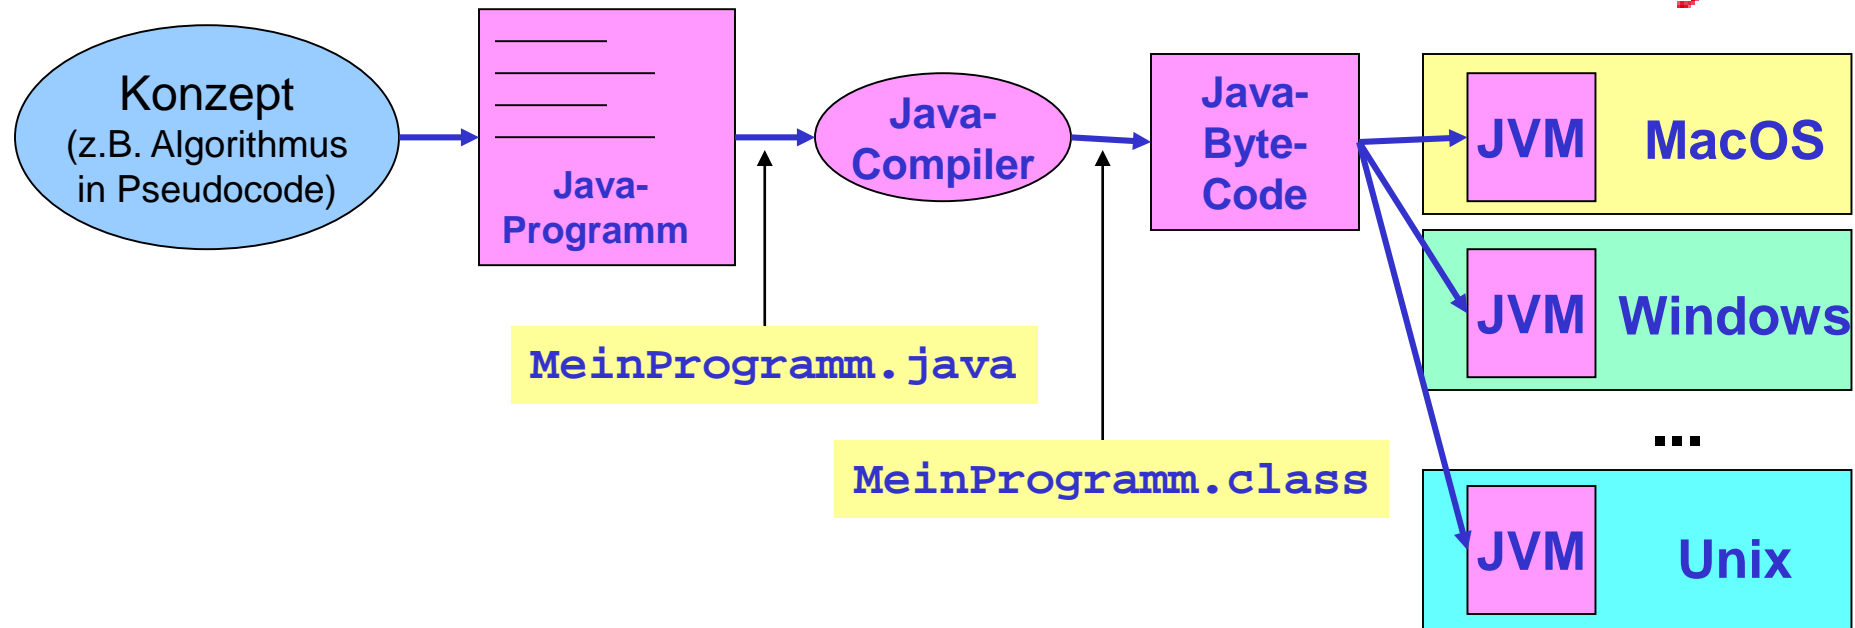 Konzept
(z.B. Algorithmus
in Pseudocode)
Java-
Programm
Java-
Compiler
Java-
Byte-
Code
JVM MacOS
JVM Windows
...
JVM Unix
MeinProgramm.java
MeinProgramm.class